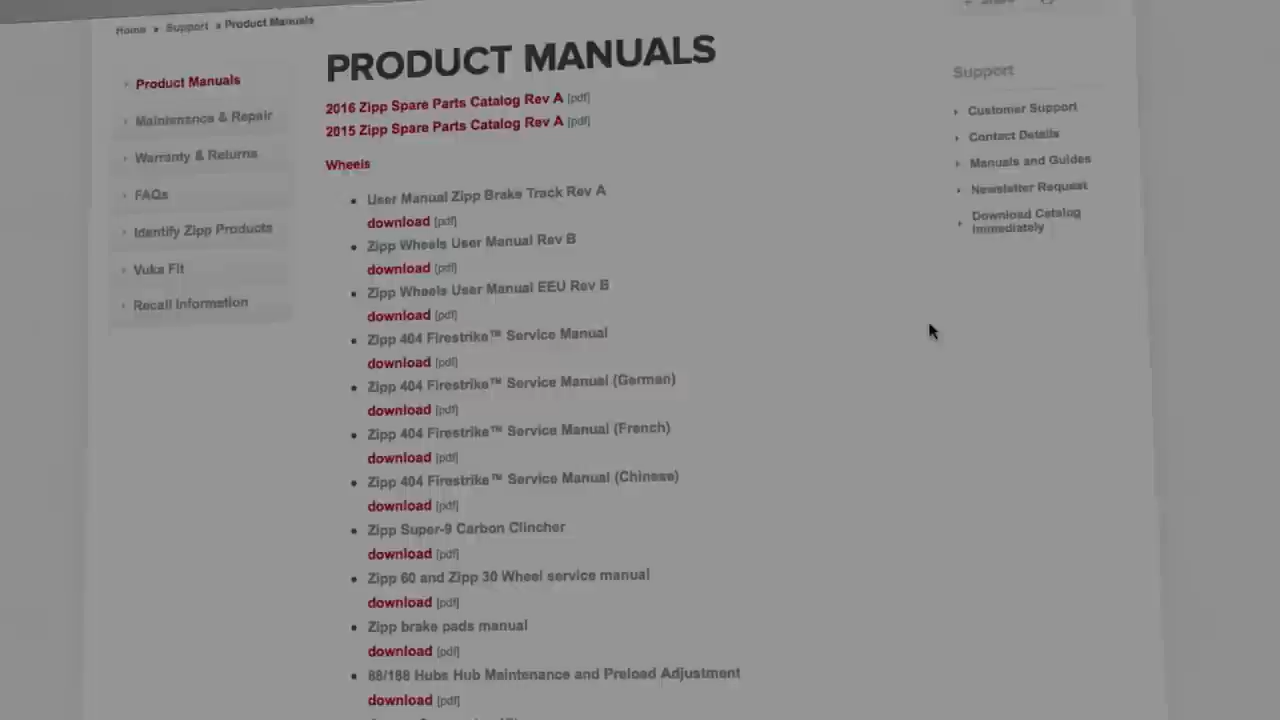 Home » Support » Product Manuals
PRODUCT MANUALS
Product Manuals
Maintenance & Repair
Warranty & Returns
FAQs
Identify Zipp Products
Vuka Fit
Recall Information
2016 Zipp Spare Parts Catalog Rev A [pdf]
2015 Zipp Spare Parts Catalog Rev A [pdf]
Wheels
User Manual Zipp Brake Track Rev A
download [pdf]
Zipp Wheels User Manual Rev B
download [pdf]
Zipp Wheels User Manual EEU Rev B
download [pdf]
Zipp 404 Firestrike™ Service Manual
download [pdf]
Zipp 404 Firestrike™ Service Manual (German)
download [pdf]
Zipp 404 Firestrike™ Service Manual (French)
download [pdf]
Zipp 404 Firestrike™ Service Manual (Chinese)
download [pdf]
Zipp Super-9 Carbon Clincher
download [pdf]
Zipp 60 and Zipp 30 Wheel service manual
download [pdf]
Zipp brake pads manual
download [pdf]
88/188 Hubs Hub Maintenance and Preload Adjustment
download [pdf]
Support
Customer Support
Contact Details
Manuals and Guides
Newsletter Request
Download Catalog
Immediately